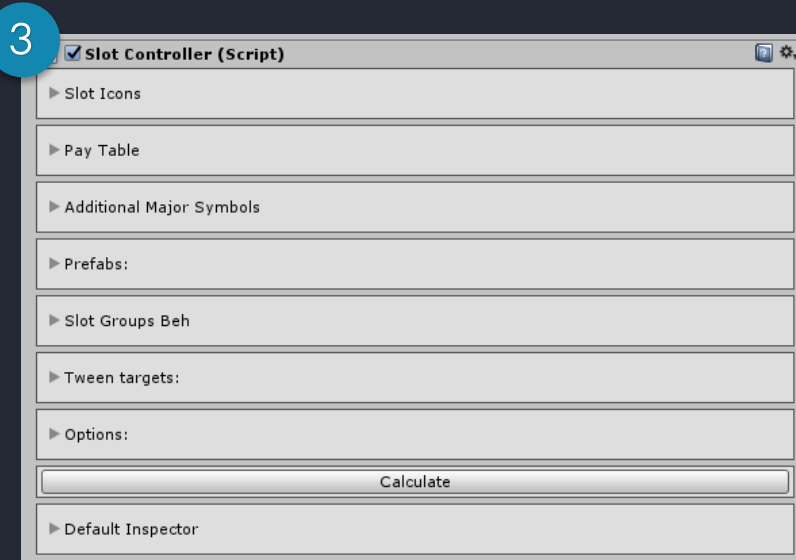 3
Slot Controller (Script)
Slot Icons
Pay Table
Additional Major Symbols
Prefabs:
Slot Groups Beh
Tween targets:
Options:
Calculate
Default Inspector